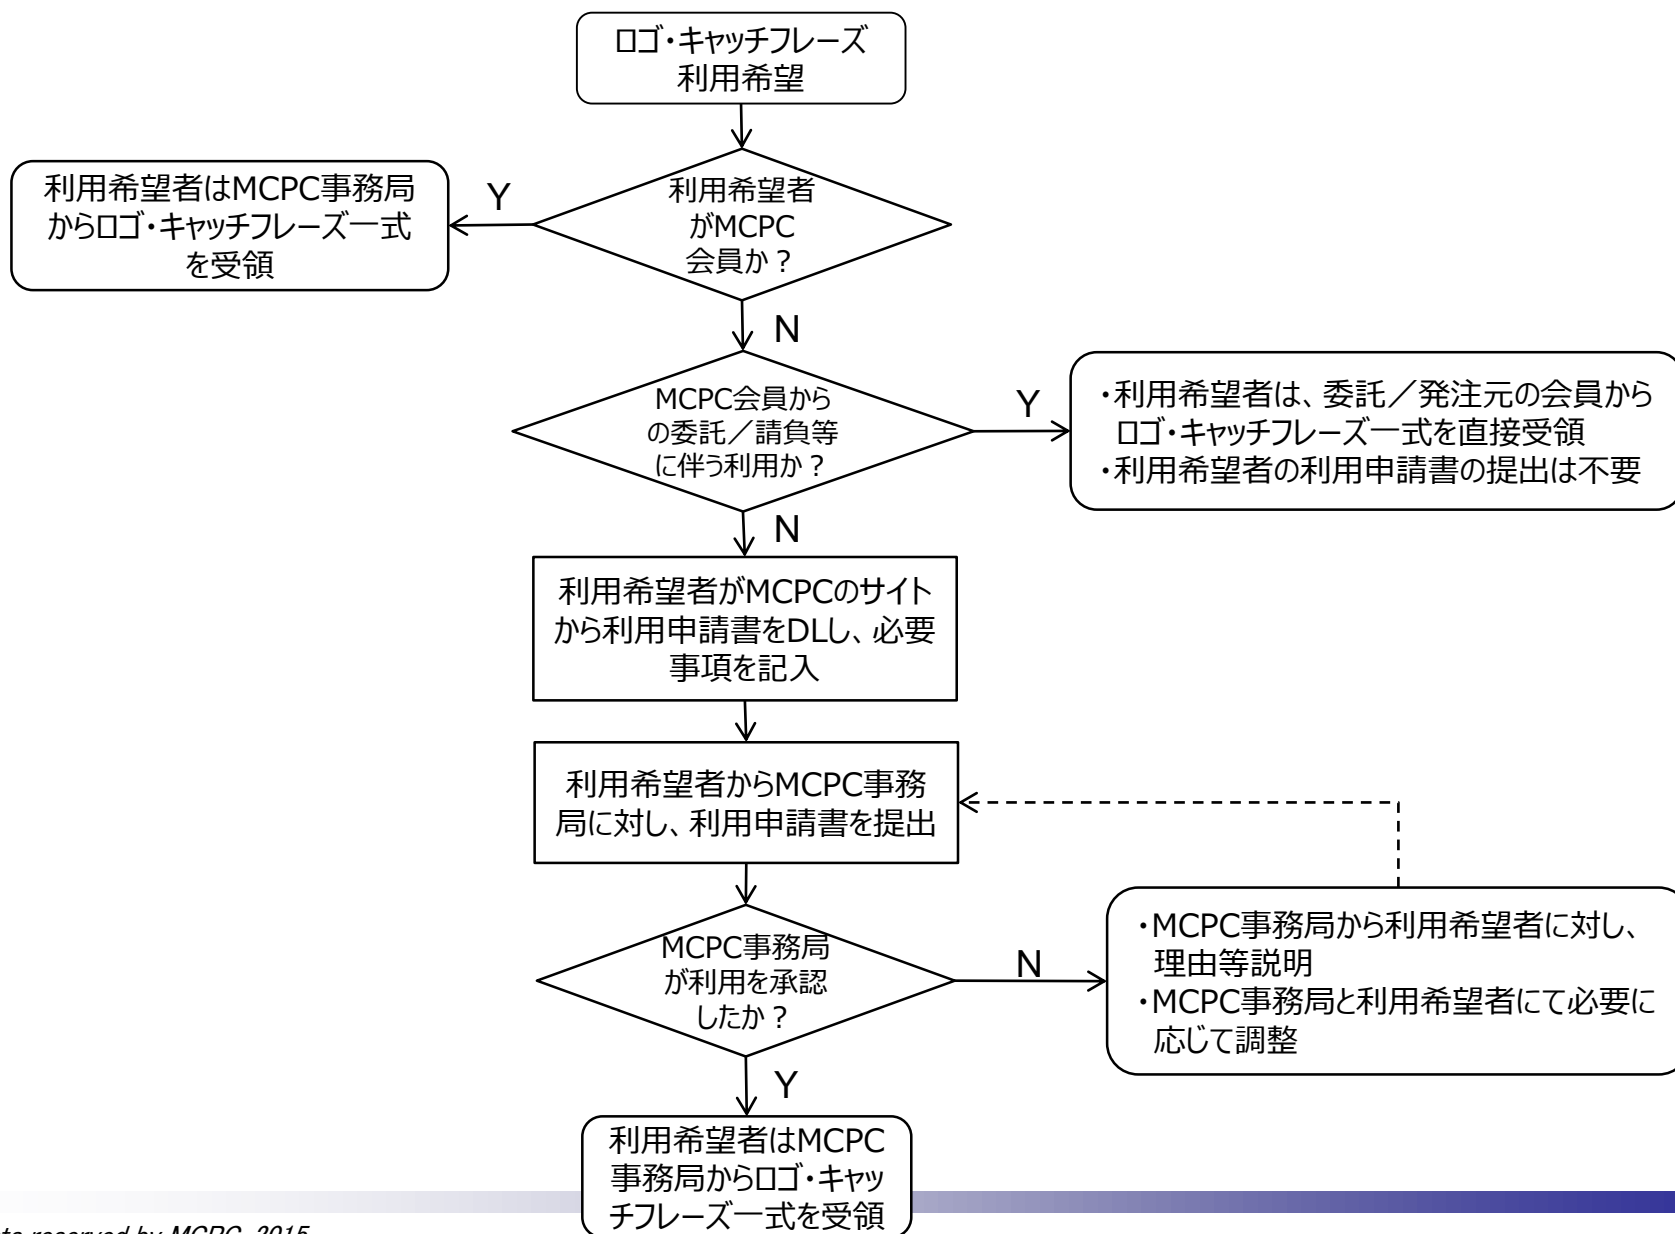 ロゴ・キャッチフレーズ
利用希望
利用希望者
がMCPC
会員か？
Y
利用希望者はMCPC事務局
からロゴ・キャッチフレーズ一式
を受領
N
MCPC会員から
の委託／請負等
に伴う利用か？
Y
・利用希望者は、委託／発注元の会員から
ロゴ・キャッチフレーズ一式を直接受領
・利用希望者の利用申請書の提出は不要
N
利用希望者がMCPCのサイト
から利用申請書をDLし、必要
事項を記入
利用希望者からMCPC事務
局に対し、利用申請書を提出
MCPC事務局
が利用を承認
したか？
N
・MCPC事務局から利用希望者に対し、
理由等説明
・MCPC事務局と利用希望者にて必要に
応じて調整
Y
利用希望者はMCPC
事務局からロゴ・キャッ
チフレーズ一式を受領
reserved by MCPC, 2015